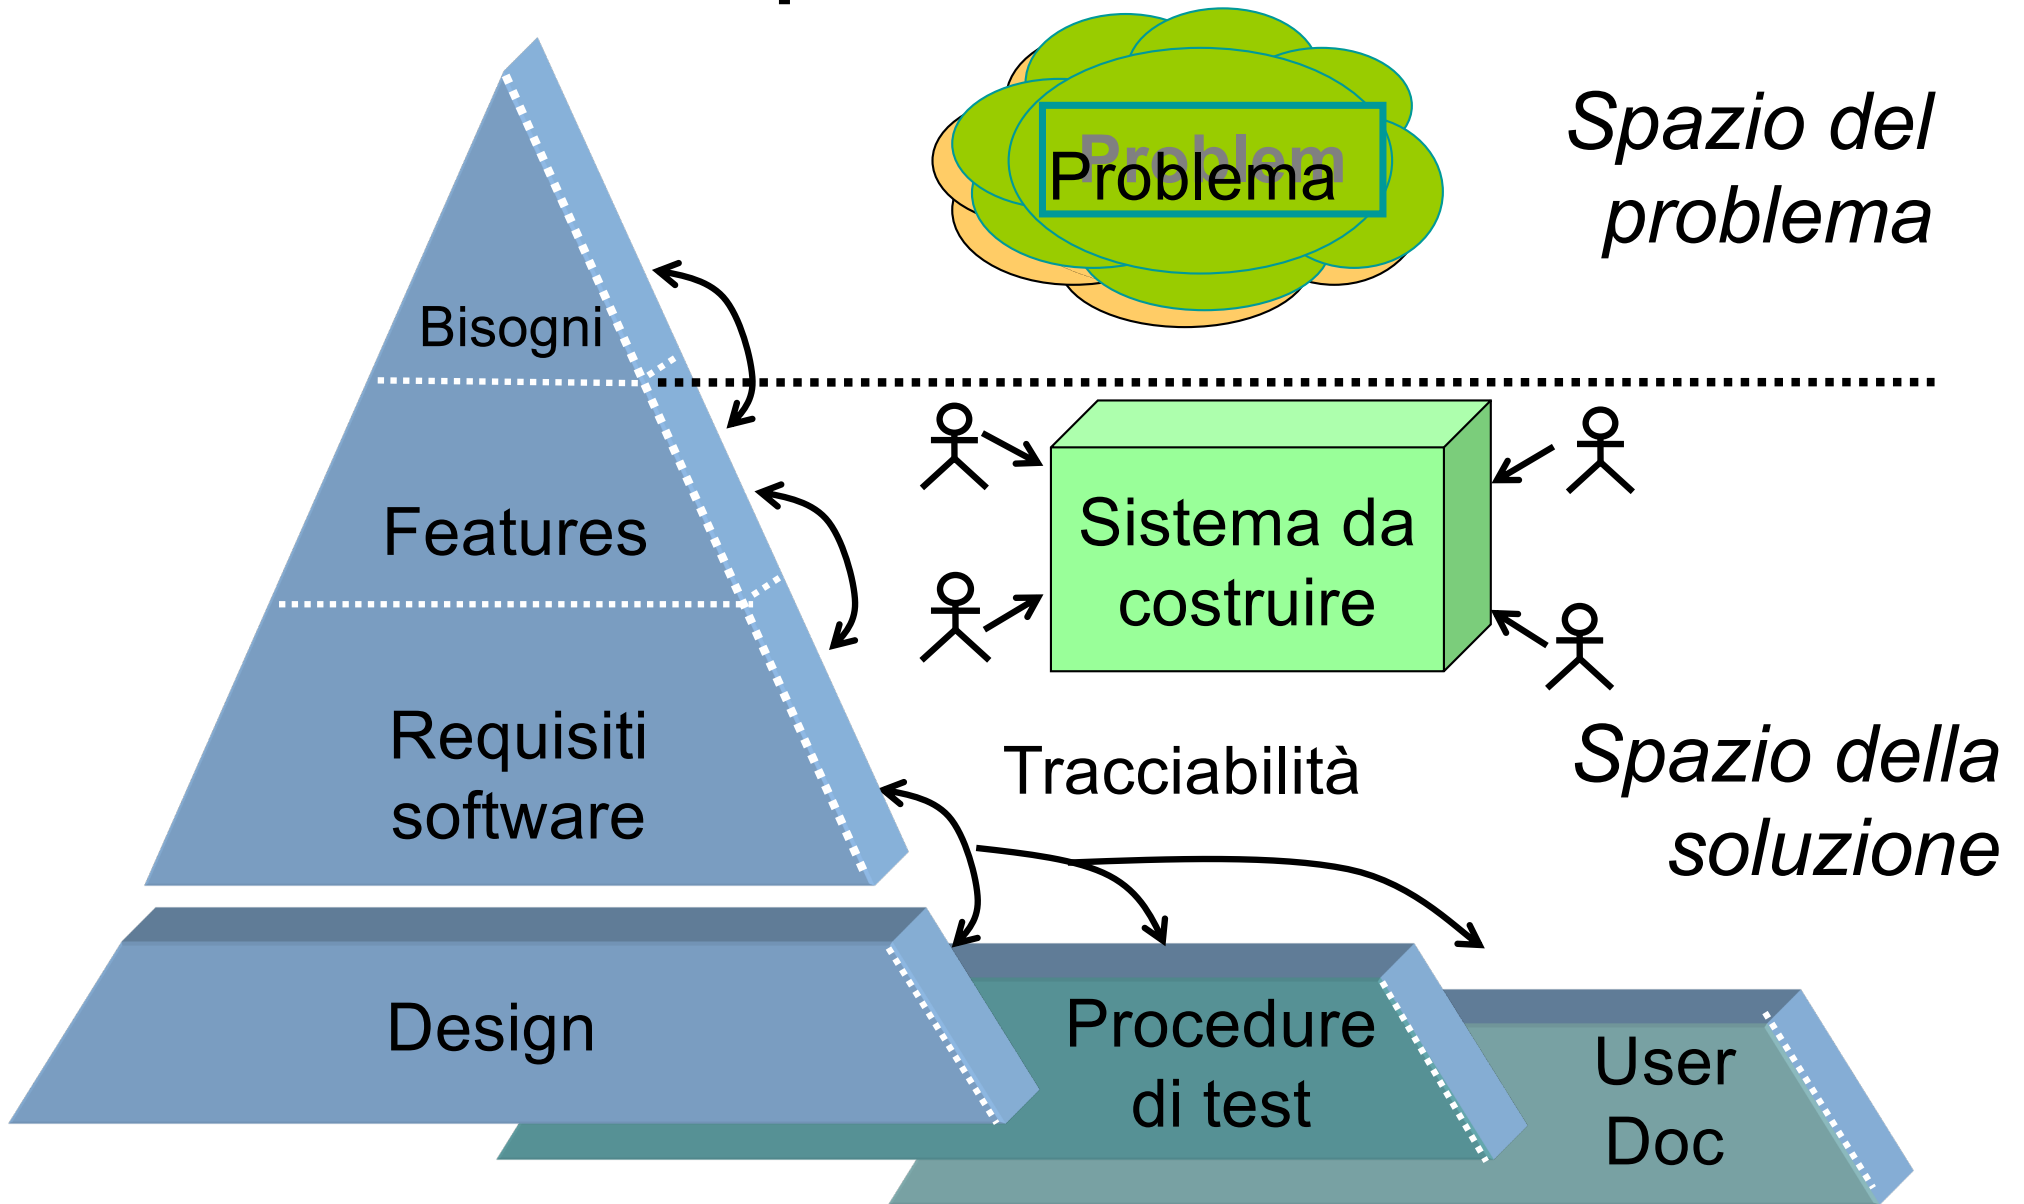 Problem
Problema
Spazio del
problema
Bisogni
Features
Sistema da
costruire
Requisiti
software
Tracciabilità
Spazio della
soluzione
Design
Procedure
di test
User
Doc